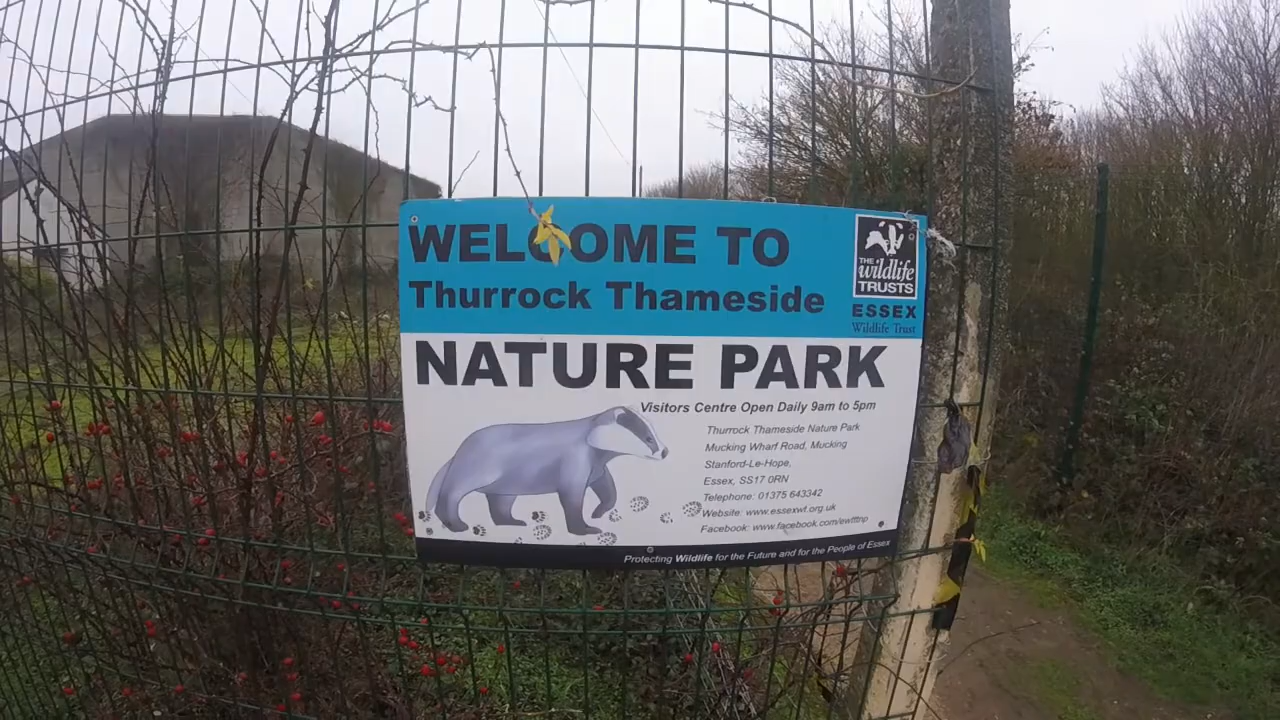 WELCOME TO
Thurrock Thameside
THE
wildlife
TRUSTS
ESSEX
Wildlife Trust
NATURE PARK
Visitors Centre Open Daily 9am to 5pm
Thurrock Thameside Nature Park
Mucking Wharf Road, Mucking
Stanford-Le-Hope,
Essex, SS17 0RN
Telephone: 01375 643342
Website: www.essexwt.org.uk
Facebook: www.facebook.com/ewtttnp
Protecting Wildlife for the Future and for the People of Essex